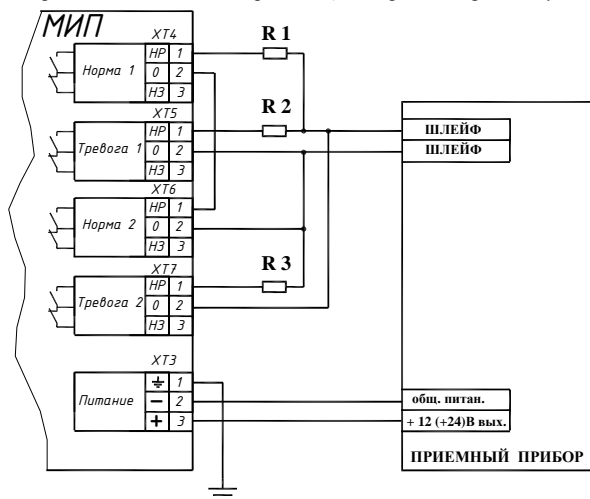 МИП
XT4
R 1
НР 1
Норма 1 0 2
НЗ 3
XT5
R 2
НР 1
ШЛЕЙФ
Тревога 1 0 2
ШЛЕЙФ
НЗ 3
XT6
НР 1
Норма 2 0 2
НЗ 3
XT7
R 3
НР 1
Тревога 2 0 2
НЗ 3
XT3
1
Питание − 2
общ. питан.
+ 3
+ 12 (+24)В вых.
ПРИЕМНЫЙ ПРИБОР